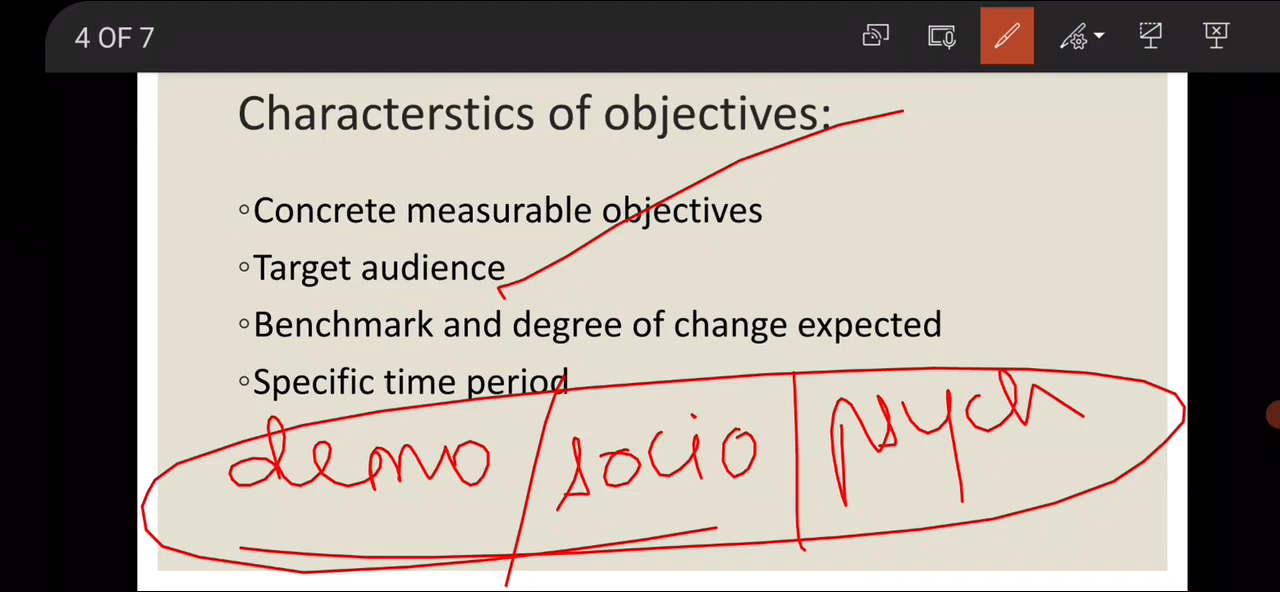 4 OF 7
Characterstics of objectives:
◦Concrete measurable objectives
◦Target audience
◦Benchmark and degree of change expected
◦Specific time period
demo / socio | psych